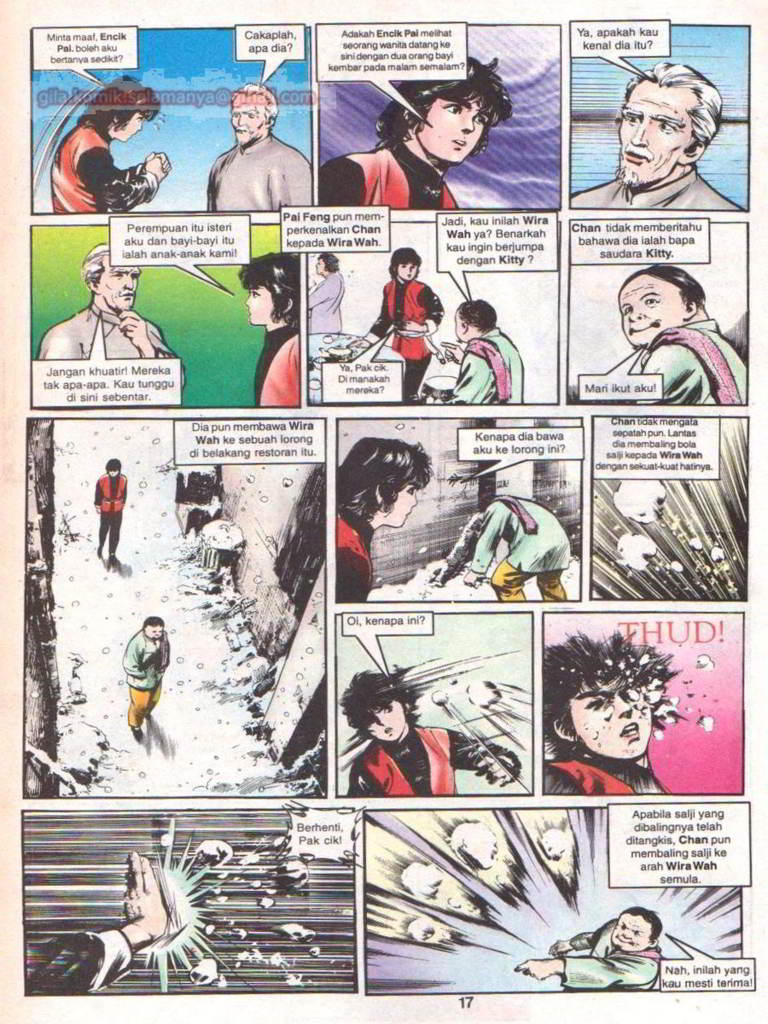 Minta maaf, Encik
Pai. boleh aku
bertanya sedikit?
Cakaplah,
apa dia?
gila.komik.selamanya@gmail.com
Adakah Encik Pai melihat
seorang wanita datang ke
sini dengan dua orang bayi
kembar pada malam semalam?
Ya, apakah kau
kenal dia itu?
Perempuan itu isteri
aku dan bayi-bayi itu
ialah anak-anak kami!
Jangan khuatir! Mereka
tak apa-apa. Kau tunggu
di sini sebentar.
Pai Feng pun mem-
perkenalkan Chan
kepada Wira Wah.
Jadi, kau inilah Wira
Wah ya? Benarkah
kau ingin berjumpa
dengan Kitty ?
Ya, Pak cik.
Di manakah
mereka?
Chan tidak memberitahu
bahawa dia ialah bapa
saudara Kitty.
Mari ikut aku!
Dia pun membawa Wira
Wah ke sebuah lorong
di belakang restoran itu.
Kenapa dia bawa
aku ke lorong ini?
Chan tidak mengata
sepatah pun. Lantas
dia membaling bola
salji kepada Wira Wah
dengan sekuat-kuat hatinya.
Oi, kenapa ini?
THUD!
Berhenti,
Pak cik!
Apabila salji yang
dibalingnya telah
ditangkis, Chan pun
membaling salji ke
arah Wira Wah
semula.
Nah, inilah yang
kau mesti terima!
17